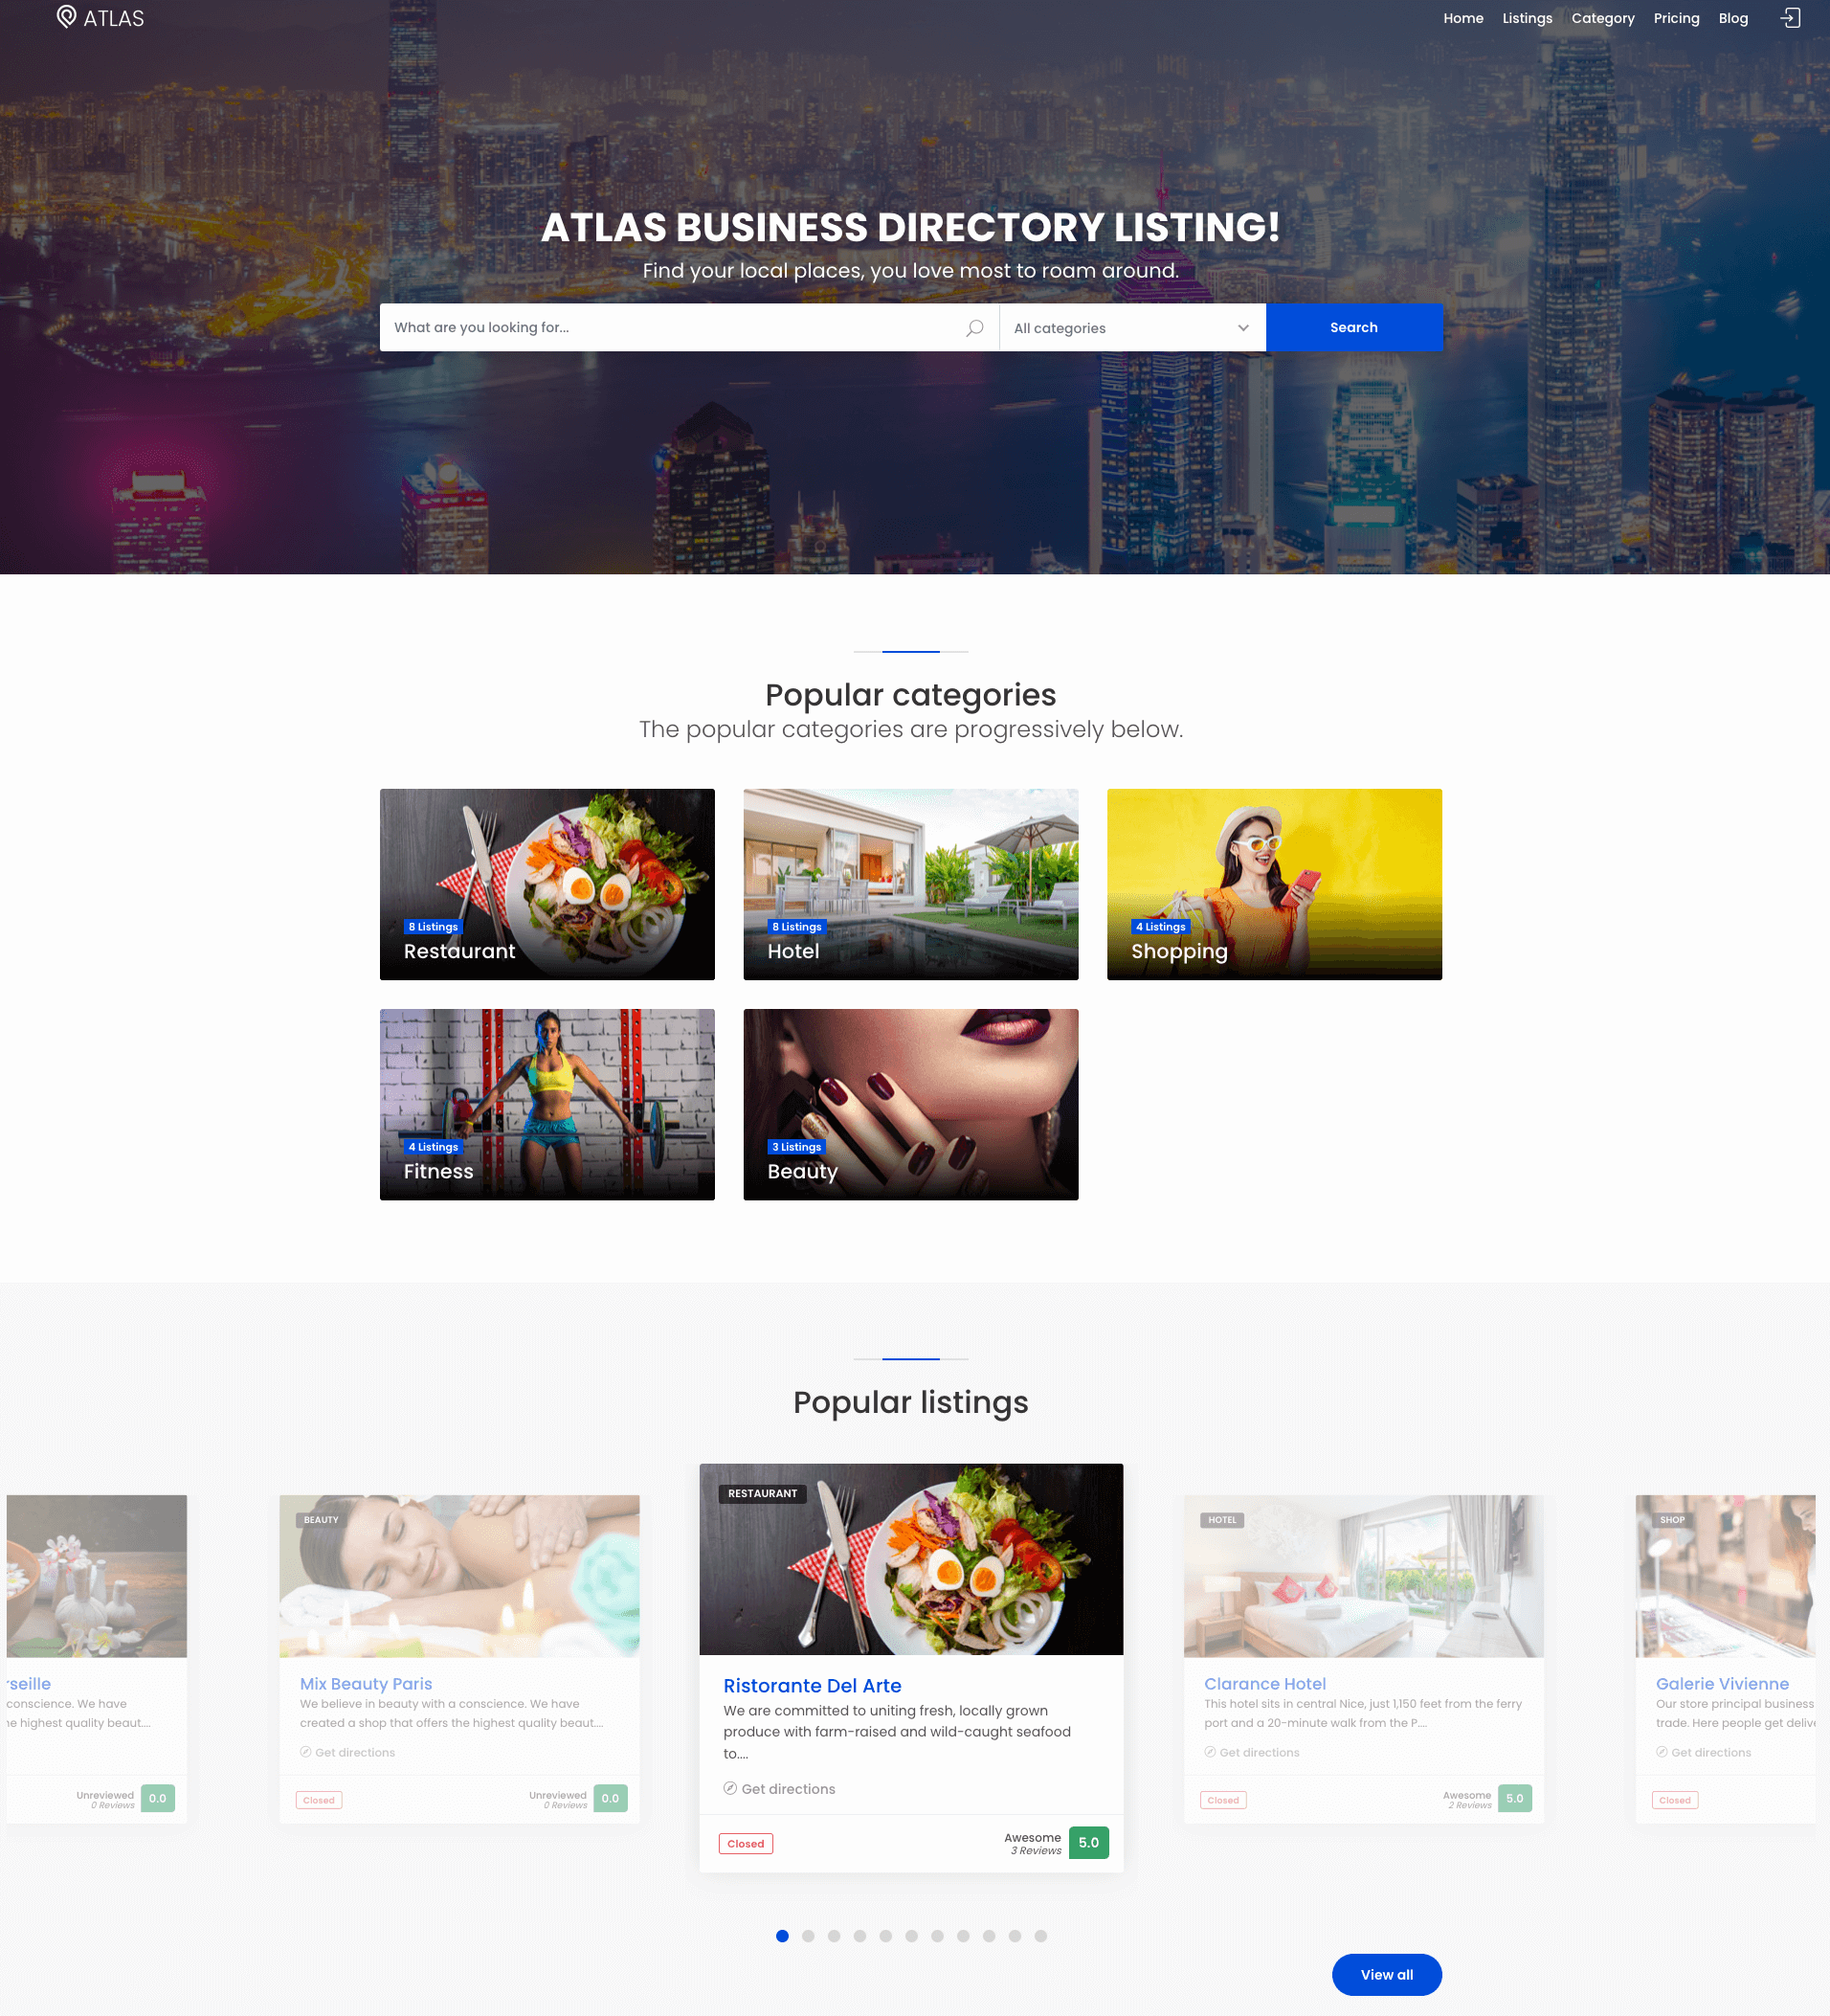 ATLAS
Home Listings Category Pricing Blog
ATLAS BUSINESS DIRECTORY LISTING!
Find your local places, you love most to roam around.
What are you looking for...
All categories
Search
Popular categories
The popular categories are progressively below.
8 Listings
Restaurant
8 Listings
Hotel
4 Listings
Shopping
4 Listings
Fitness
3 Listings
Beauty
Popular listings
rseille
conscience. We have
he highest quality beaut....
Unreviewed
0 Reviews
0.0
BEAUTY
Mix Beauty Paris
We believe in beauty with a conscience. We have
created a shop that offers the highest quality beaut....
Get directions
Closed
Unreviewed
0 Reviews
0.0
RESTAURANT
Ristorante Del Arte
We are committed to uniting fresh, locally grown
produce with farm-raised and wild-caught seafood
to....
Get directions
Closed
Awesome
3 Reviews
5.0
HOTEL
Clarance Hotel
This hotel sits in central Nice, just 1,150 feet from the ferry
port and a 20-minute walk from the P....
Get directions
Closed
Awesome
2 Reviews
5.0
SHOP
Galerie Vivienne
Our store principal business
trade. Here people get delive
Get directions
Closed
View all